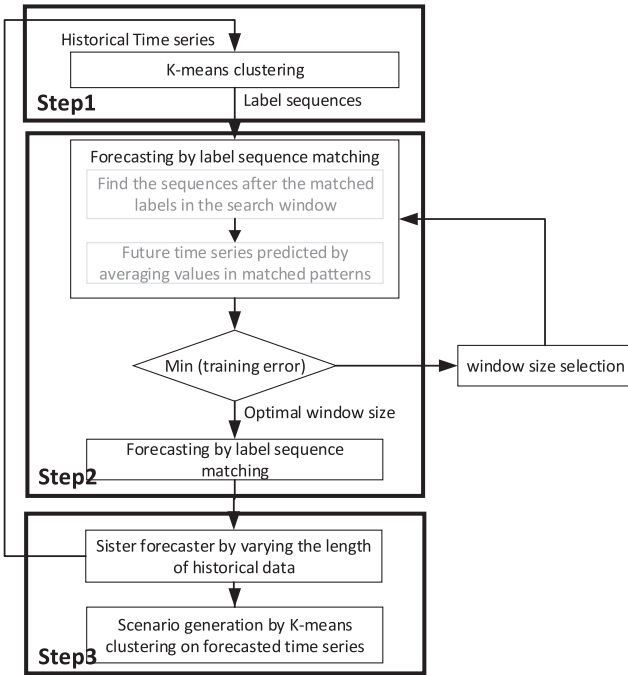 Historical Time series
K-means clustering
Step1
Label sequences
Forecasting by label sequence matching
Find the sequences after the matched
labels in the search window
Future time series predicted by
averaging values in matched patterns
Min (training error)
window size selection
Optimal window size
Forecasting by label sequence
matching
Step2
Sister forecaster by varying the length
of historical data
Scenario generation by K-means
clustering on forecasted time series
Step3